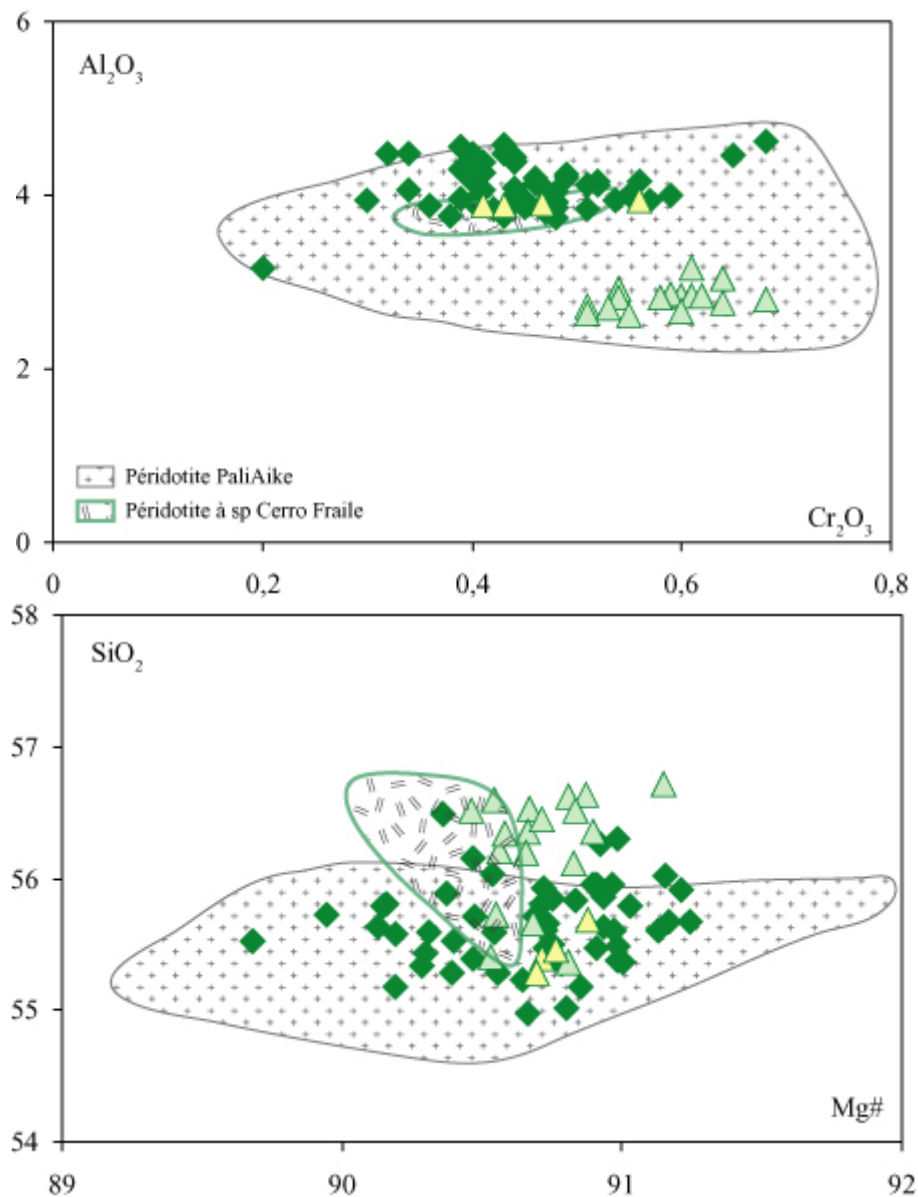 6
Al₂O₃
4
2
Péridotite PaliAike
Péridotite à sp Cerro Fraile
Cr₂O₃
0
0 0,2 0,4 0,6 0,8
58
SiO₂
57
56
55
Mg#
54
89 90 91 92